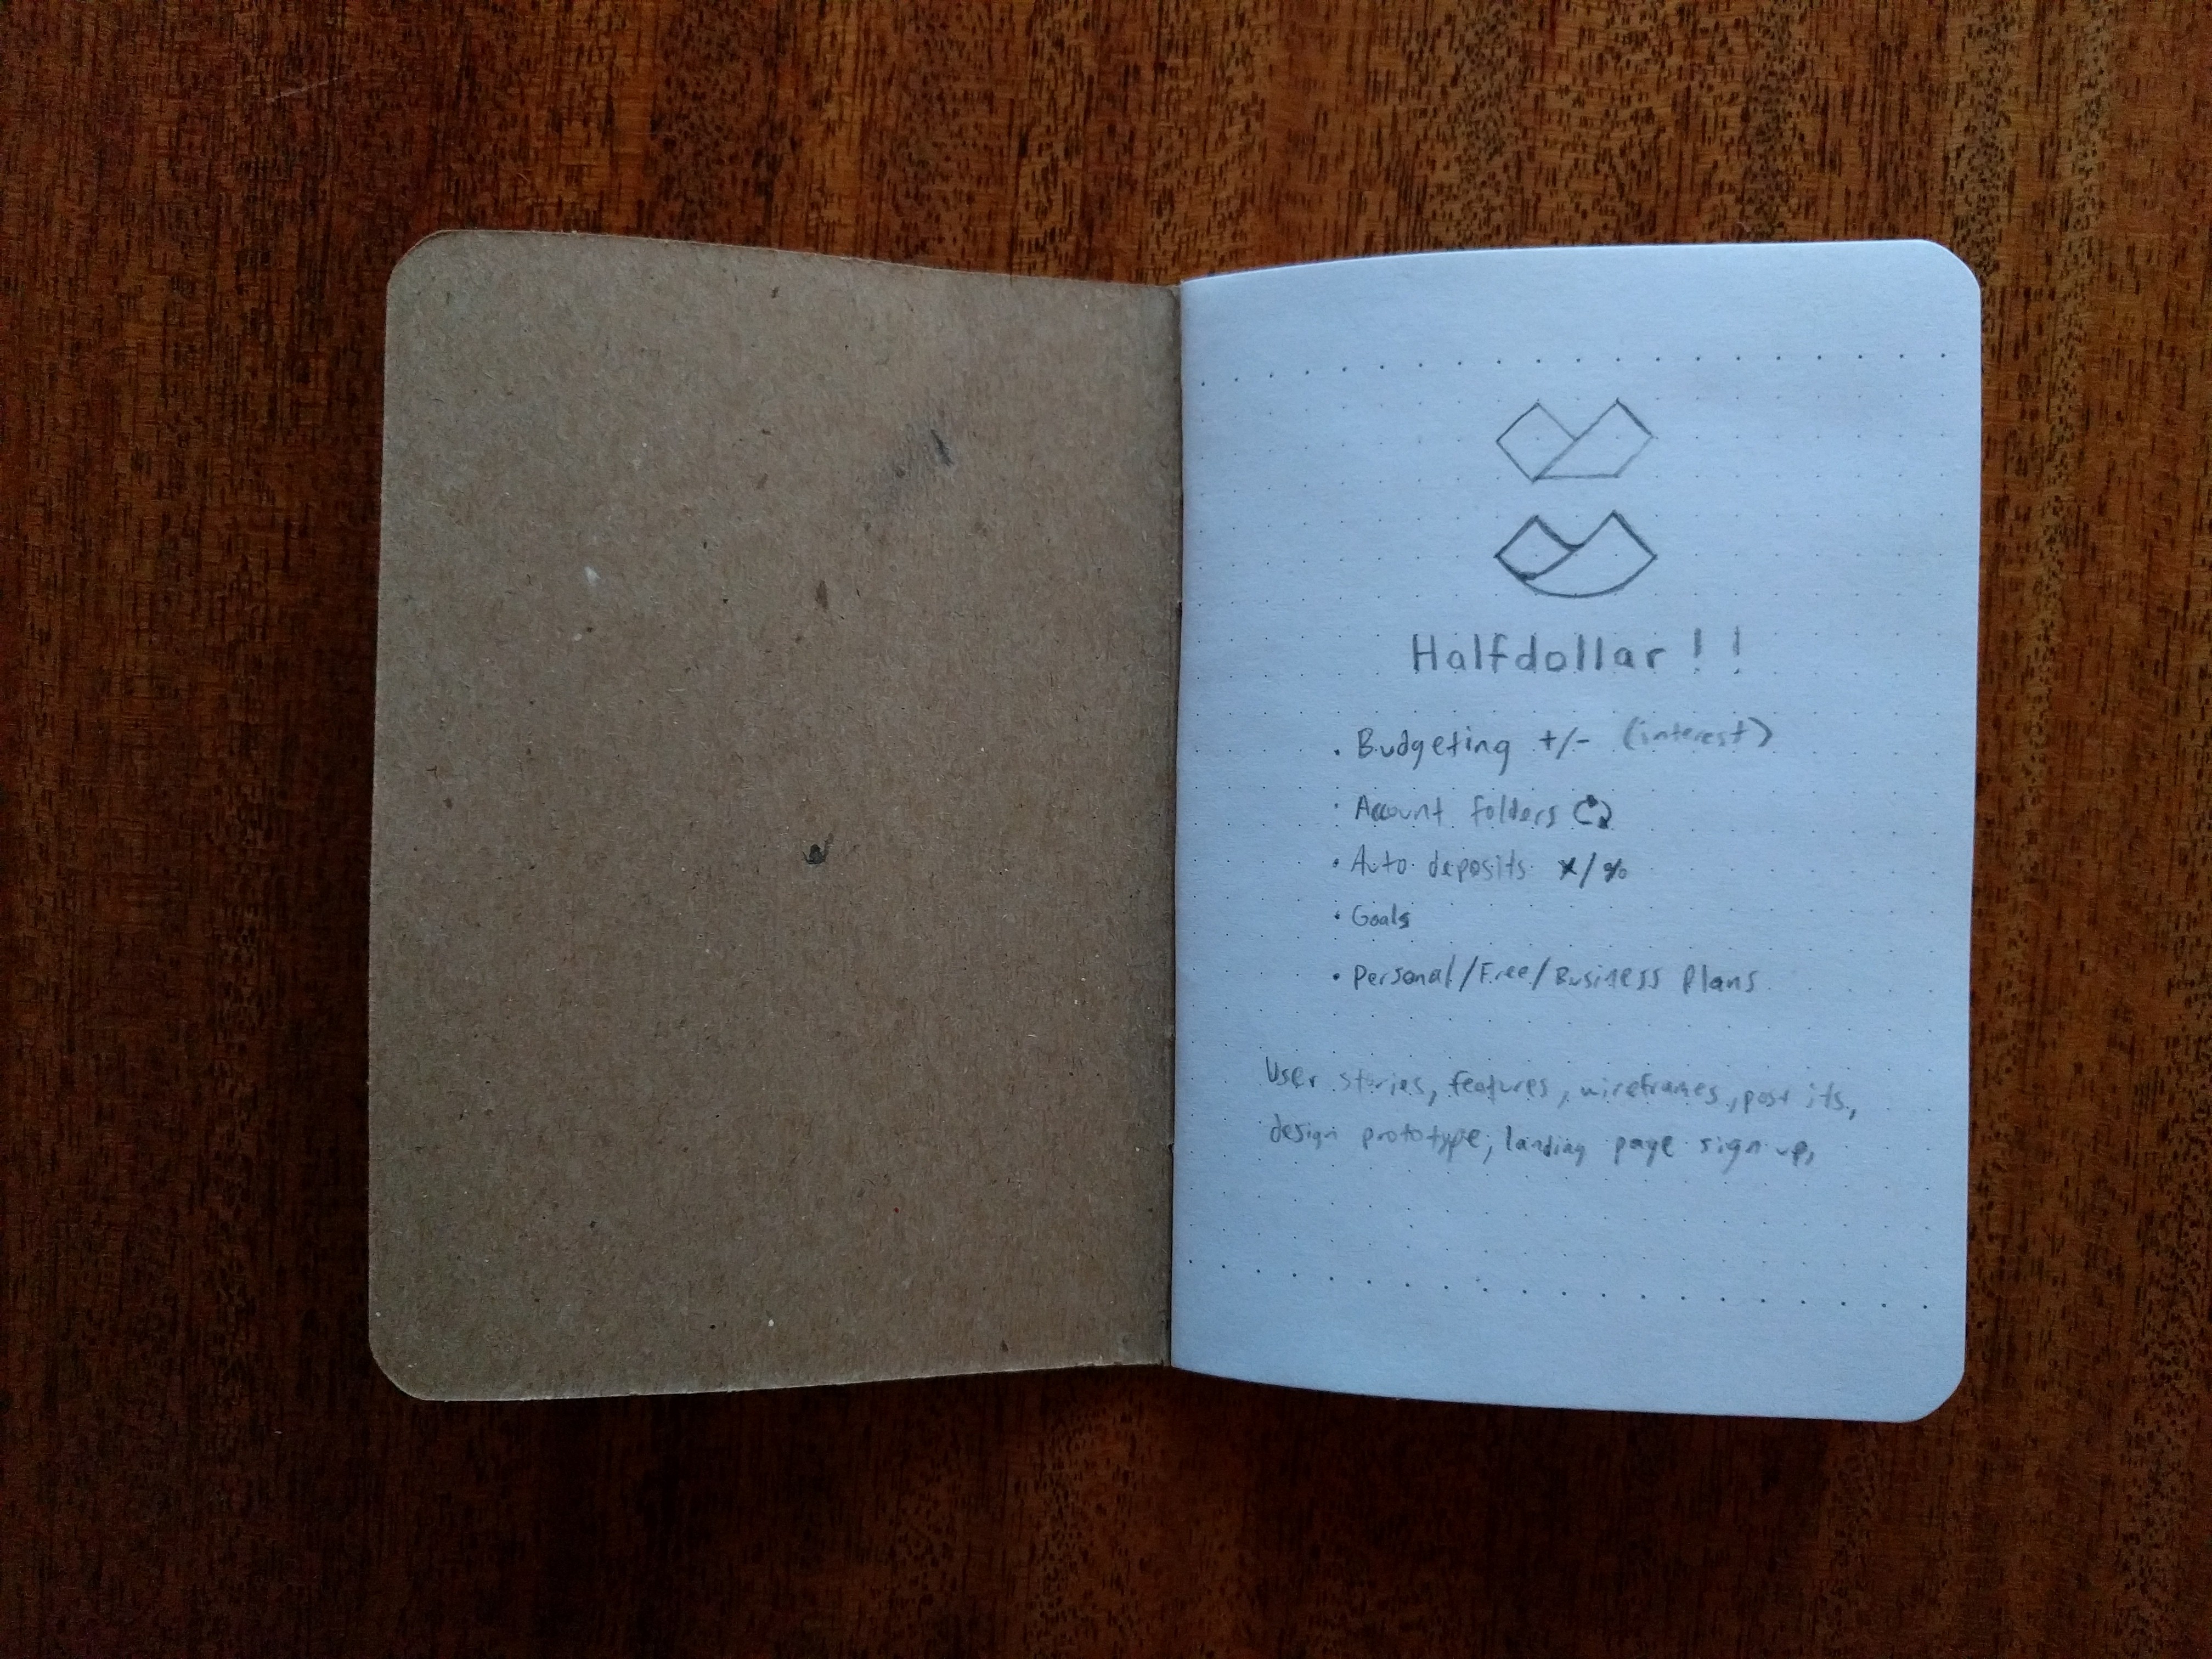 Halfdollar!!
• Budgeting +/- (interest)
• Account folders
• Auto deposits x/%
• Goals
• Personal/Free/Business Plans
User stories, features, wireframes, post its,
design prototype, landing page sign up,